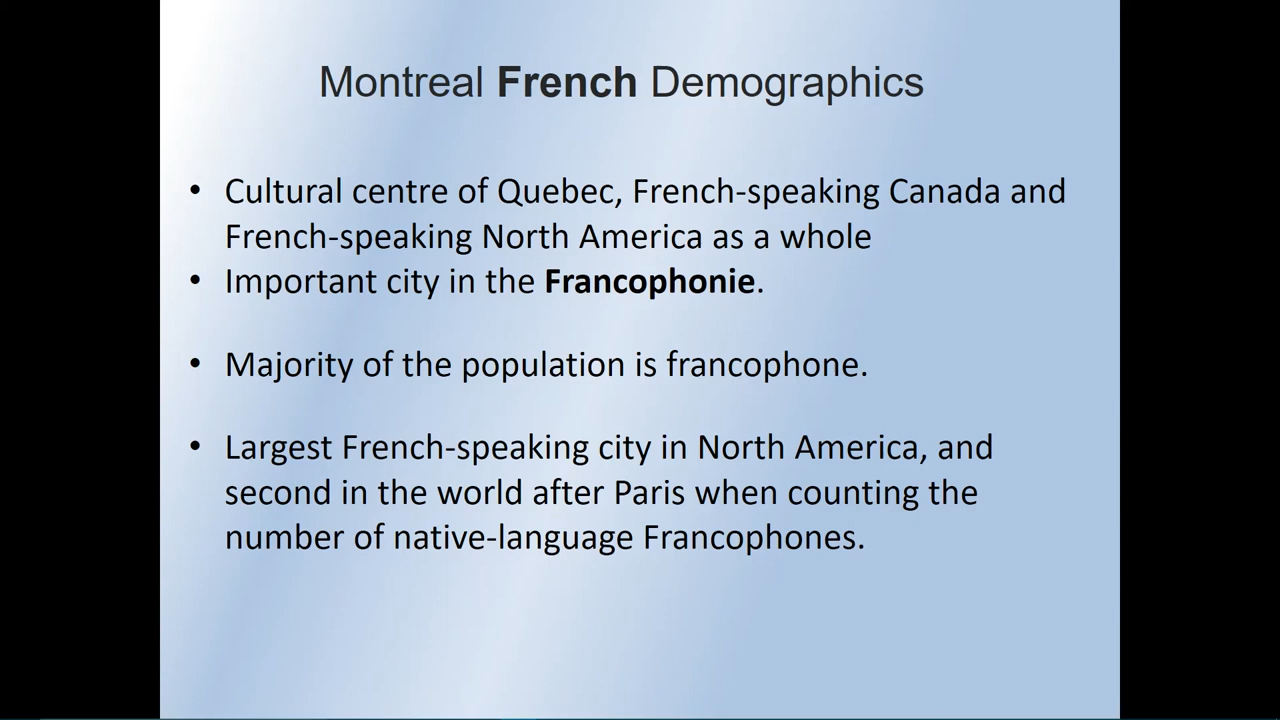 Montreal French Demographics
• Cultural centre of Quebec, French-speaking Canada and
French-speaking North America as a whole
• Important city in the Francophonie.
• Majority of the population is francophone.
• Largest French-speaking city in North America, and
second in the world after Paris when counting the
number of native-language Francophones.